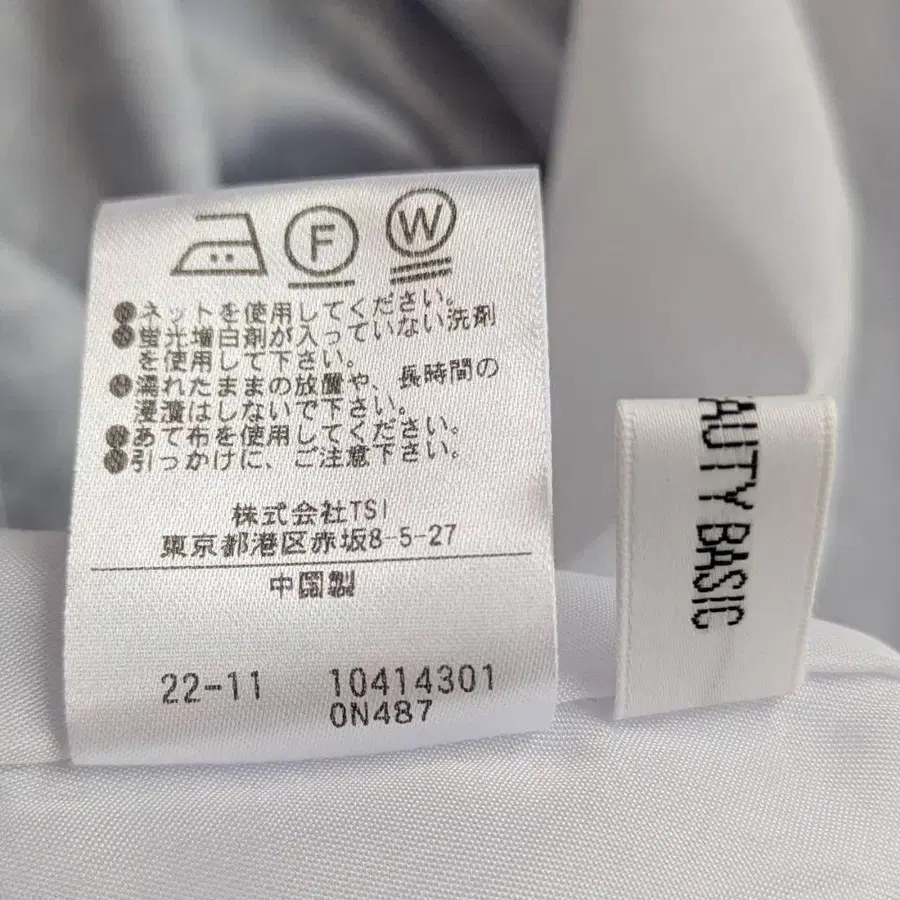 F
W
ネットを使用してください。
蛍光増白剤が入っていない洗剤
を使用して下さい。
濡れたままの放置や、長時間の
浸漬はしないで下さい。
あて布を使用してください。
引っかけに、ご注意下さい。
株式会社TSI
東京都港区赤坂8-5-27
中国製
22-11 10414301
0N487
AUTY BASIC